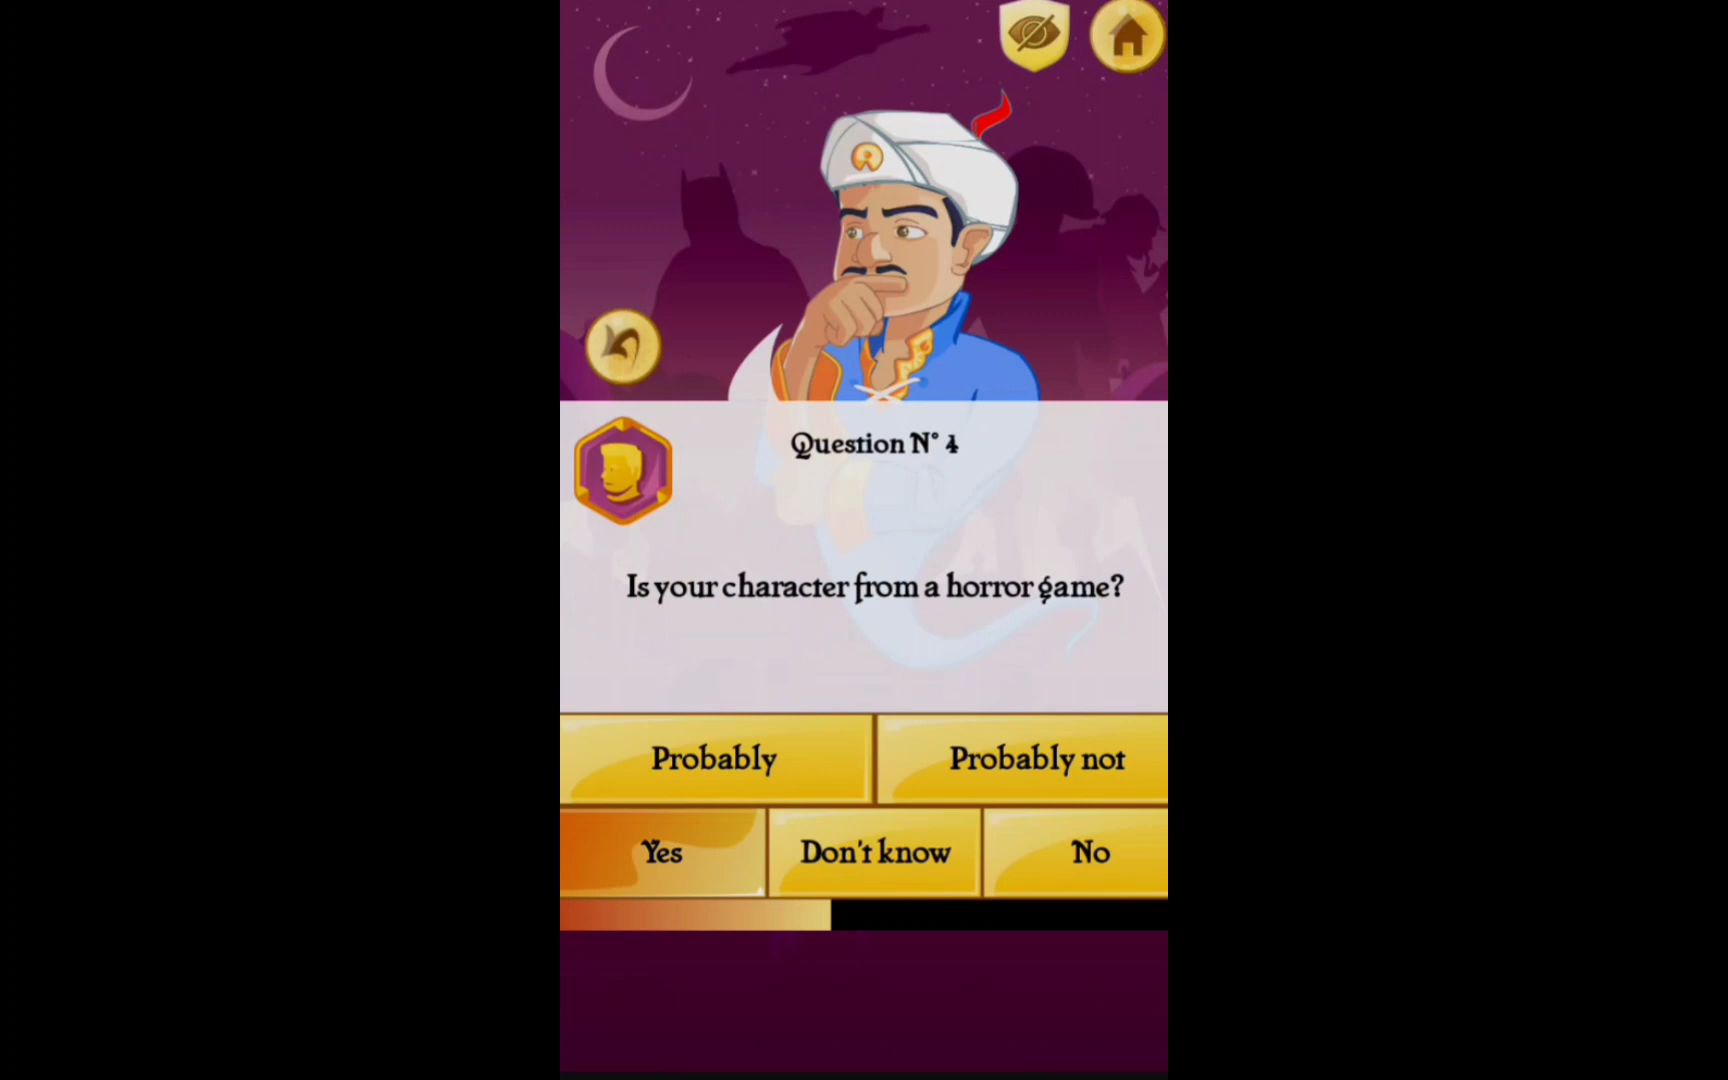 Question N° 4
Is your character from a horror game?
Probably
Probably not
Yes
Don't know
No